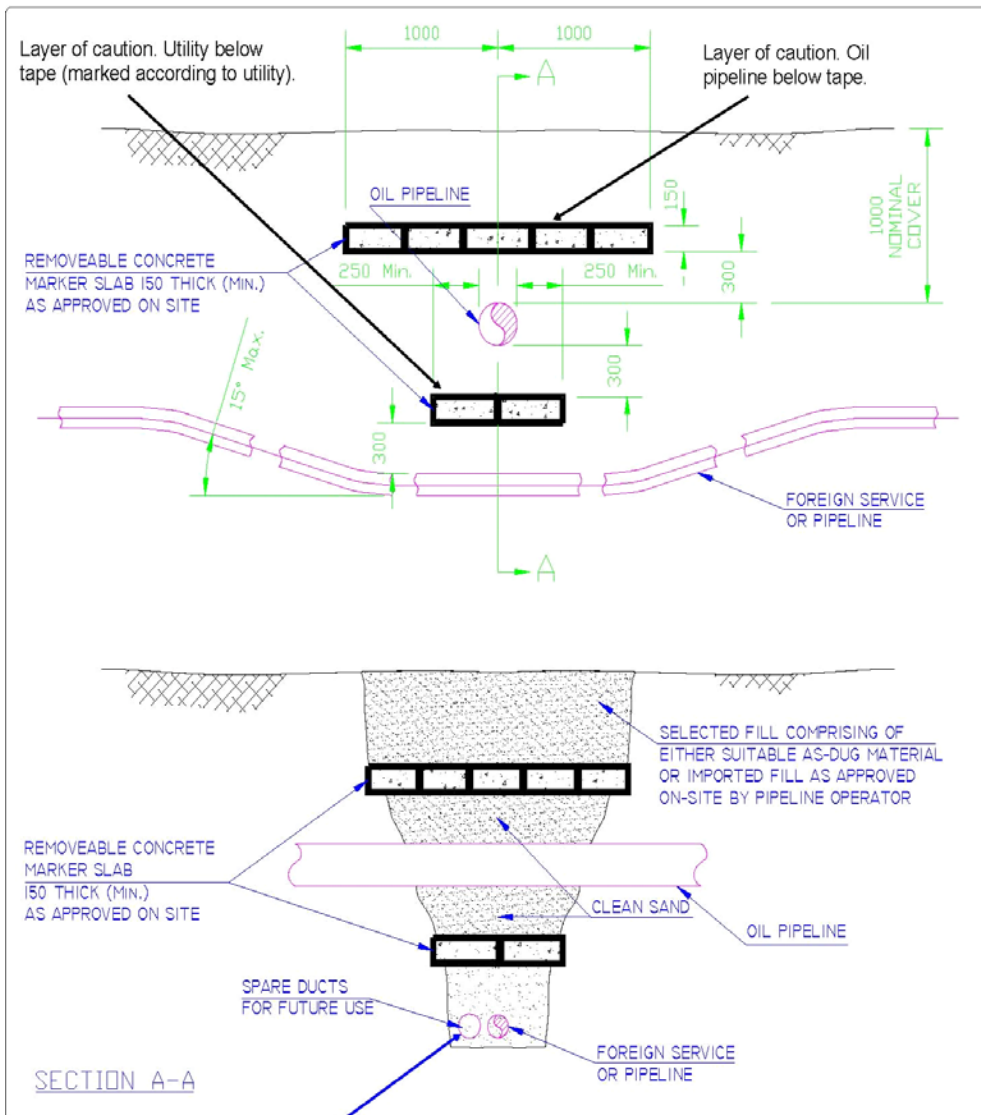 1000
1000
Layer of caution. Utility below
tape (marked according to utility).
Layer of caution. Oil
pipeline below tape.
A
OIL PIPELINE
150
1000
NOMINAL
COVER
REMOVEABLE CONCRETE
MARKER SLAB 150 THICK (MIN.)
AS APPROVED ON SITE
250 Min.
250 Min.
300
15° Max.
300
300
FOREIGN SERVICE
OR PIPELINE
A
SELECTED FILL COMPRISING OF
EITHER SUITABLE AS-DUG MATERIAL
OR IMPORTED FILL AS APPROVED
ON-SITE BY PIPELINE OPERATOR
REMOVEABLE CONCRETE
MARKER SLAB
150 THICK (MIN.)
AS APPROVED ON SITE
CLEAN SAND
OIL PIPELINE
SPARE DUCTS
FOR FUTURE USE
FOREIGN SERVICE
OR PIPELINE
SECTION A-A